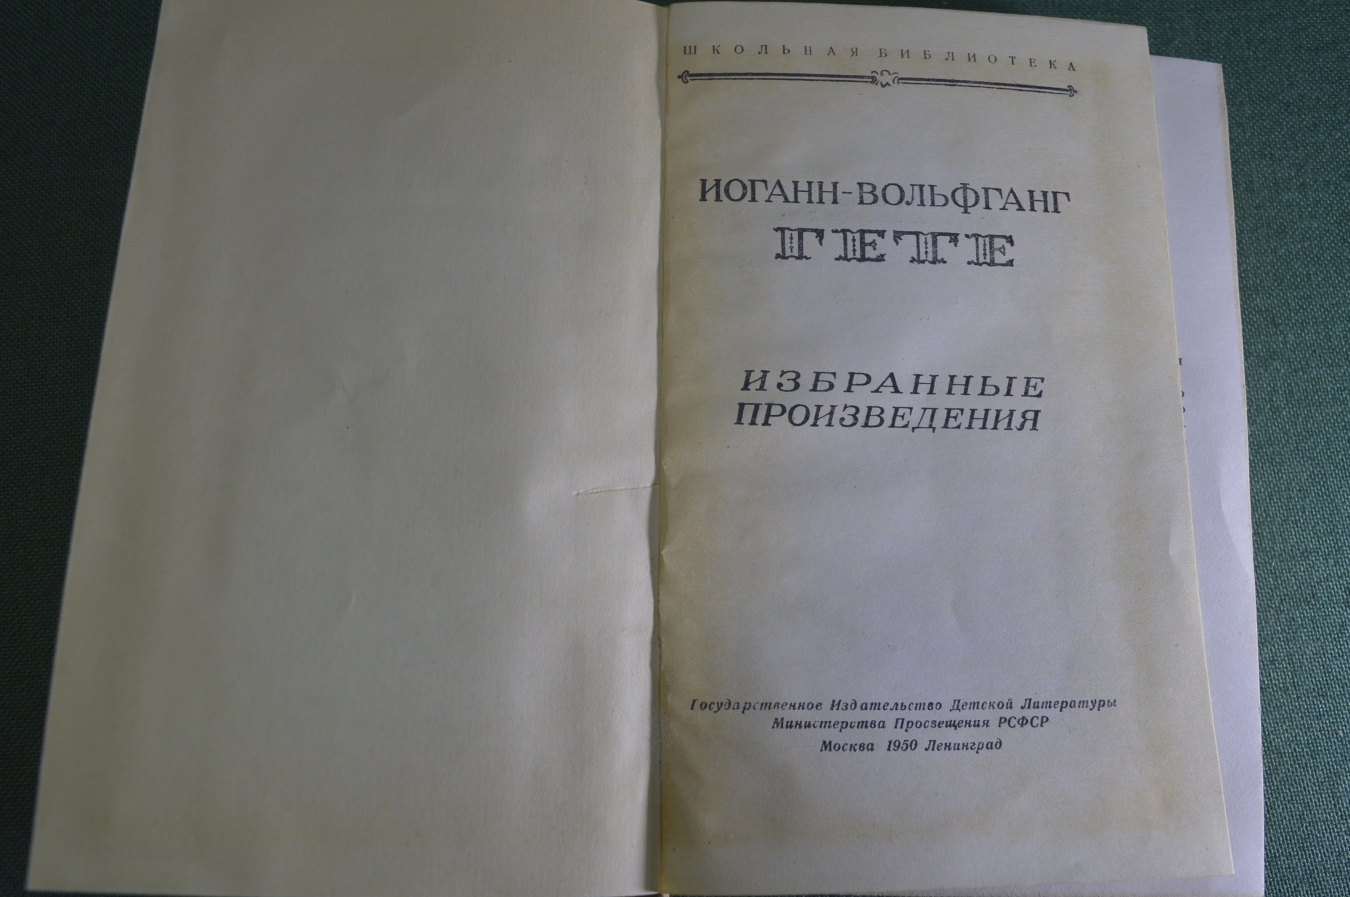 ШКОЛЬНАЯ БИБЛИОТЕКА
ИОГАНН-ВОЛЬФГАНГ
ГЕТЕ
ИЗБРАННЫЕ
ПРОИЗВЕДЕНИЯ
Государственное Издательство Детской Литературы
Министерства Просвещения РСФСР
Москва 1950 Ленинград